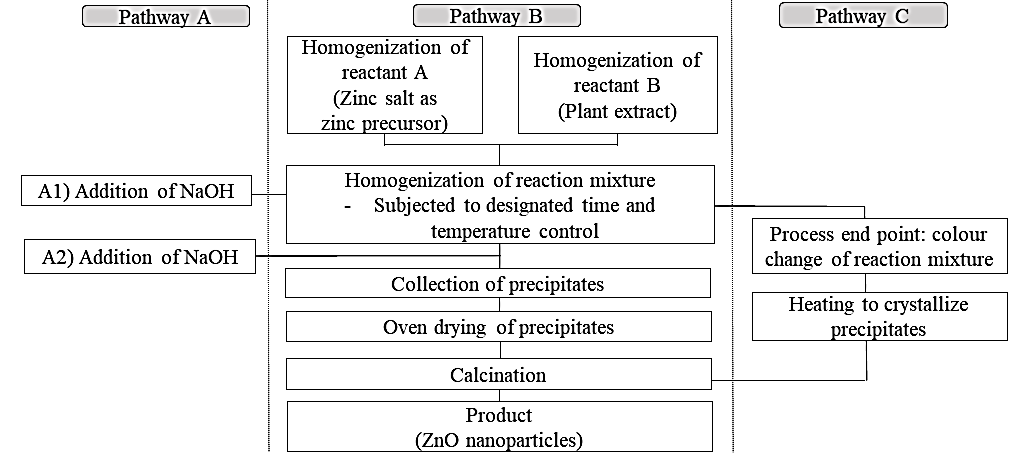 Pathway A
Pathway B
Pathway C
Homogenization of
reactant A
(Zinc salt as
zinc precursor)
Homogenization of
reactant B
(Plant extract)
A1) Addition of NaOH
Homogenization of reaction mixture
- Subjected to designated time and
temperature control
A2) Addition of NaOH
Process end point: colour
change of reaction mixture
Collection of precipitates
Heating to crystallize
precipitates
Oven drying of precipitates
Calcination
Product
(ZnO nanoparticles)